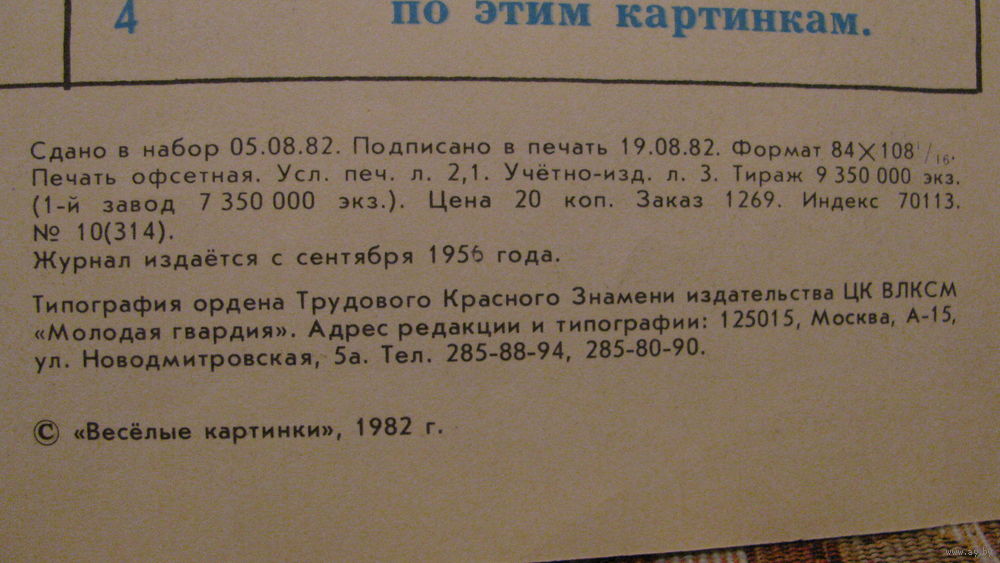 4
по этим картинкам.
Сдано в набор 05.08.82. Подписано в печать 19.08.82. Формат 84×108 1/16.
Печать офсетная. Усл. печ. л. 2,1. Учётно-изд. л. 3. Тираж 9 350 000 экз.
(1-й завод 7 350 000 экз.). Цена 20 коп. Заказ 1269. Индекс 70113.
№ 10(314).
Журнал издаётся с сентября 1956 года.
Типография ордена Трудового Красного Знамени издательства ЦК ВЛКСМ
«Молодая гвардия». Адрес редакции и типографии: 125015, Москва, А-15,
ул. Новодмитровская, 5а. Тел. 285-88-94, 285-80-90.
© «Весёлые картинки», 1982 г.
www.ay.by